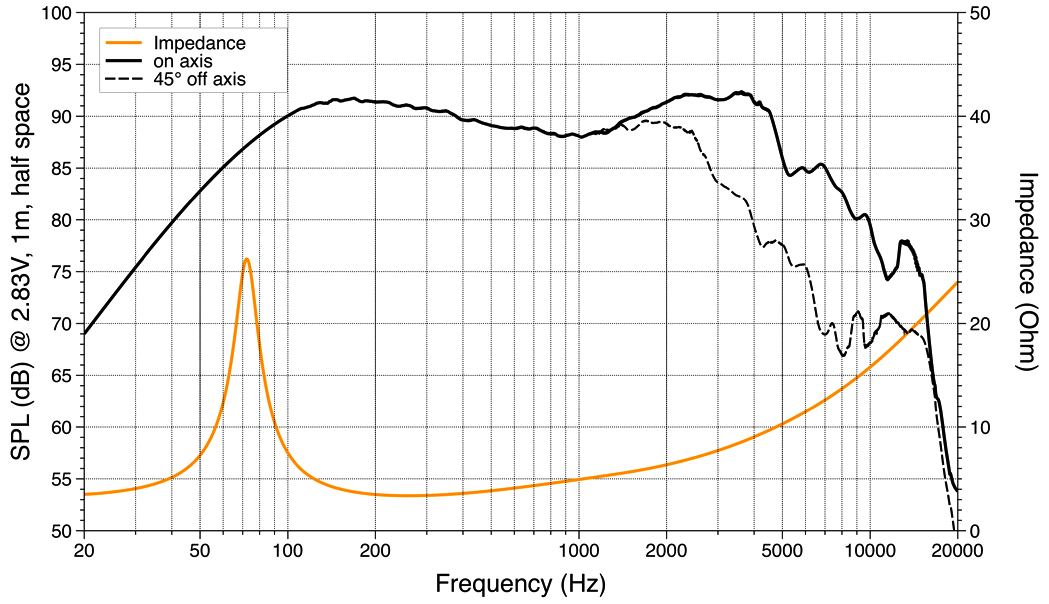 100
95
90
85
80
75
70
65
60
55
50
SPL (dB) @ 2.83V, 1m, half space
Impedance
on axis
45° off axis
50
40
30
20
10
0
Impedance (Ohm)
20 50 100 200 1000 2000 5000 10000 20000
Frequency (Hz)